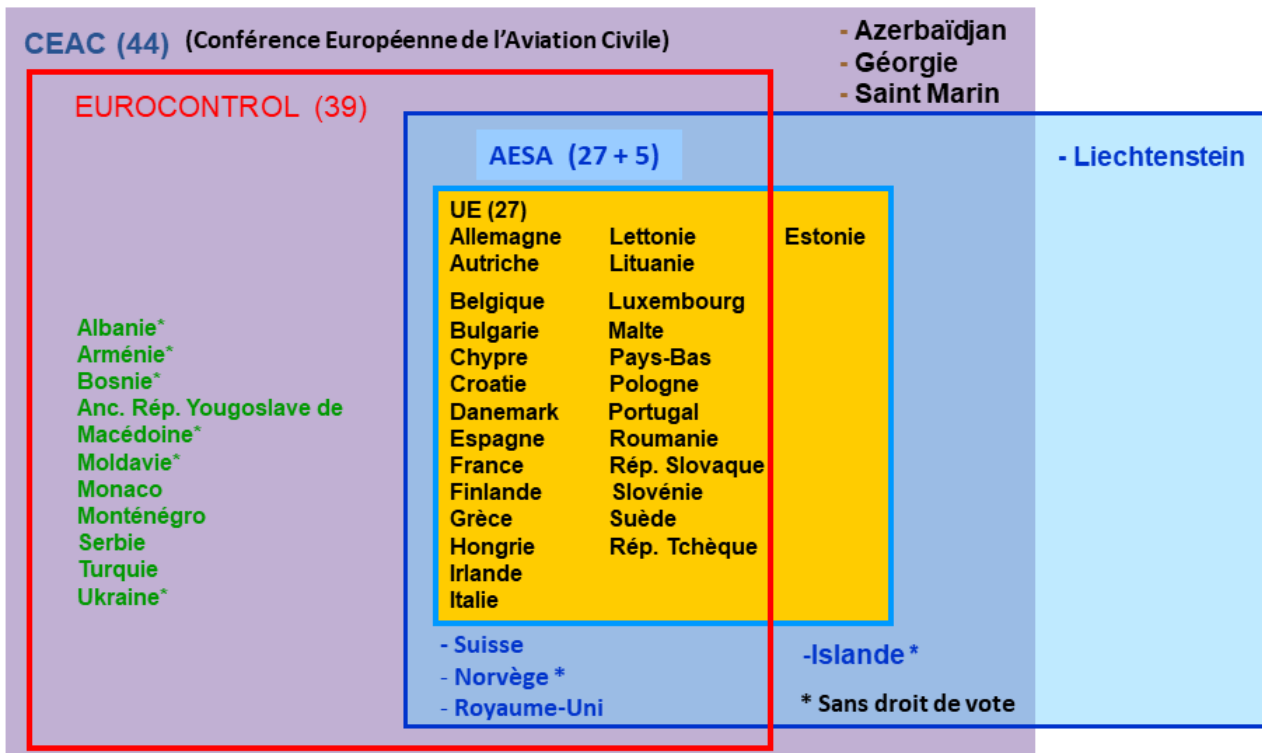 CEAC (44) (Conférence Européenne de l'Aviation Civile)
- Azerbaïdjan
- Géorgie
- Saint Marin
EUROCONTROL (39)
AESA (27 + 5)
- Liechtenstein
UE (27)
Allemagne Lettonie Estonie
Autriche Lituanie
Belgique Luxembourg
Bulgarie Malte
Chypre Pays-Bas
Croatie Pologne
Danemark Portugal
Espagne Roumanie
France Rép. Slovaque
Finlande Slovénie
Grèce Suède
Hongrie Rép. Tchèque
Irlande
Italie
Albanie*
Arménie*
Bosnie*
Anc. Rép. Yougoslave de
Macédoine*
Moldavie*
Monaco
Monténégro
Serbie
Turquie
Ukraine*
- Suisse
- Norvège *
- Royaume-Uni
-Islande *
* Sans droit de vote